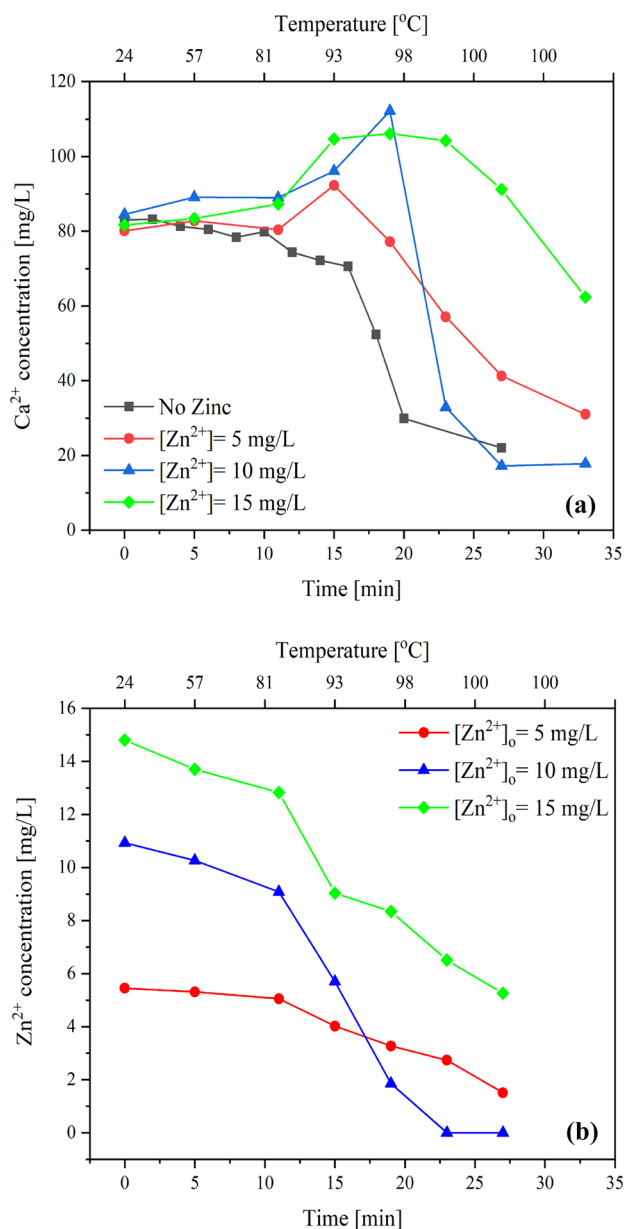 Temperature [°C]
24 57 81 93 98 100 100
120
100
80
60
40
20
0
Ca²⁺ concentration [mg/L]
No Zinc
[Zn²⁺]= 5 mg/L
[Zn²⁺]= 10 mg/L
[Zn²⁺]= 15 mg/L
(a)
0 5 10 15 20 25 30 35
Time [min]
Temperature [°C]
24 57 81 93 98 100 100
16
14
12
10
8
6
4
2
0
Zn²⁺ concentration [mg/L]
[Zn²⁺]ₒ= 5 mg/L
[Zn²⁺]ₒ= 10 mg/L
[Zn²⁺]ₒ= 15 mg/L
(b)
0 5 10 15 20 25 30 35
Time [min]